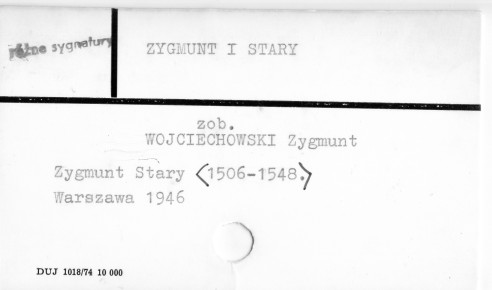 różne sygnatury
ZYGMUNT I STARY
zob.
WOJCIECHOWSKI Zygmunt
Zygmunt Stary <1506-1548.>
Warszawa 1946
DUJ 1018/74 10 000